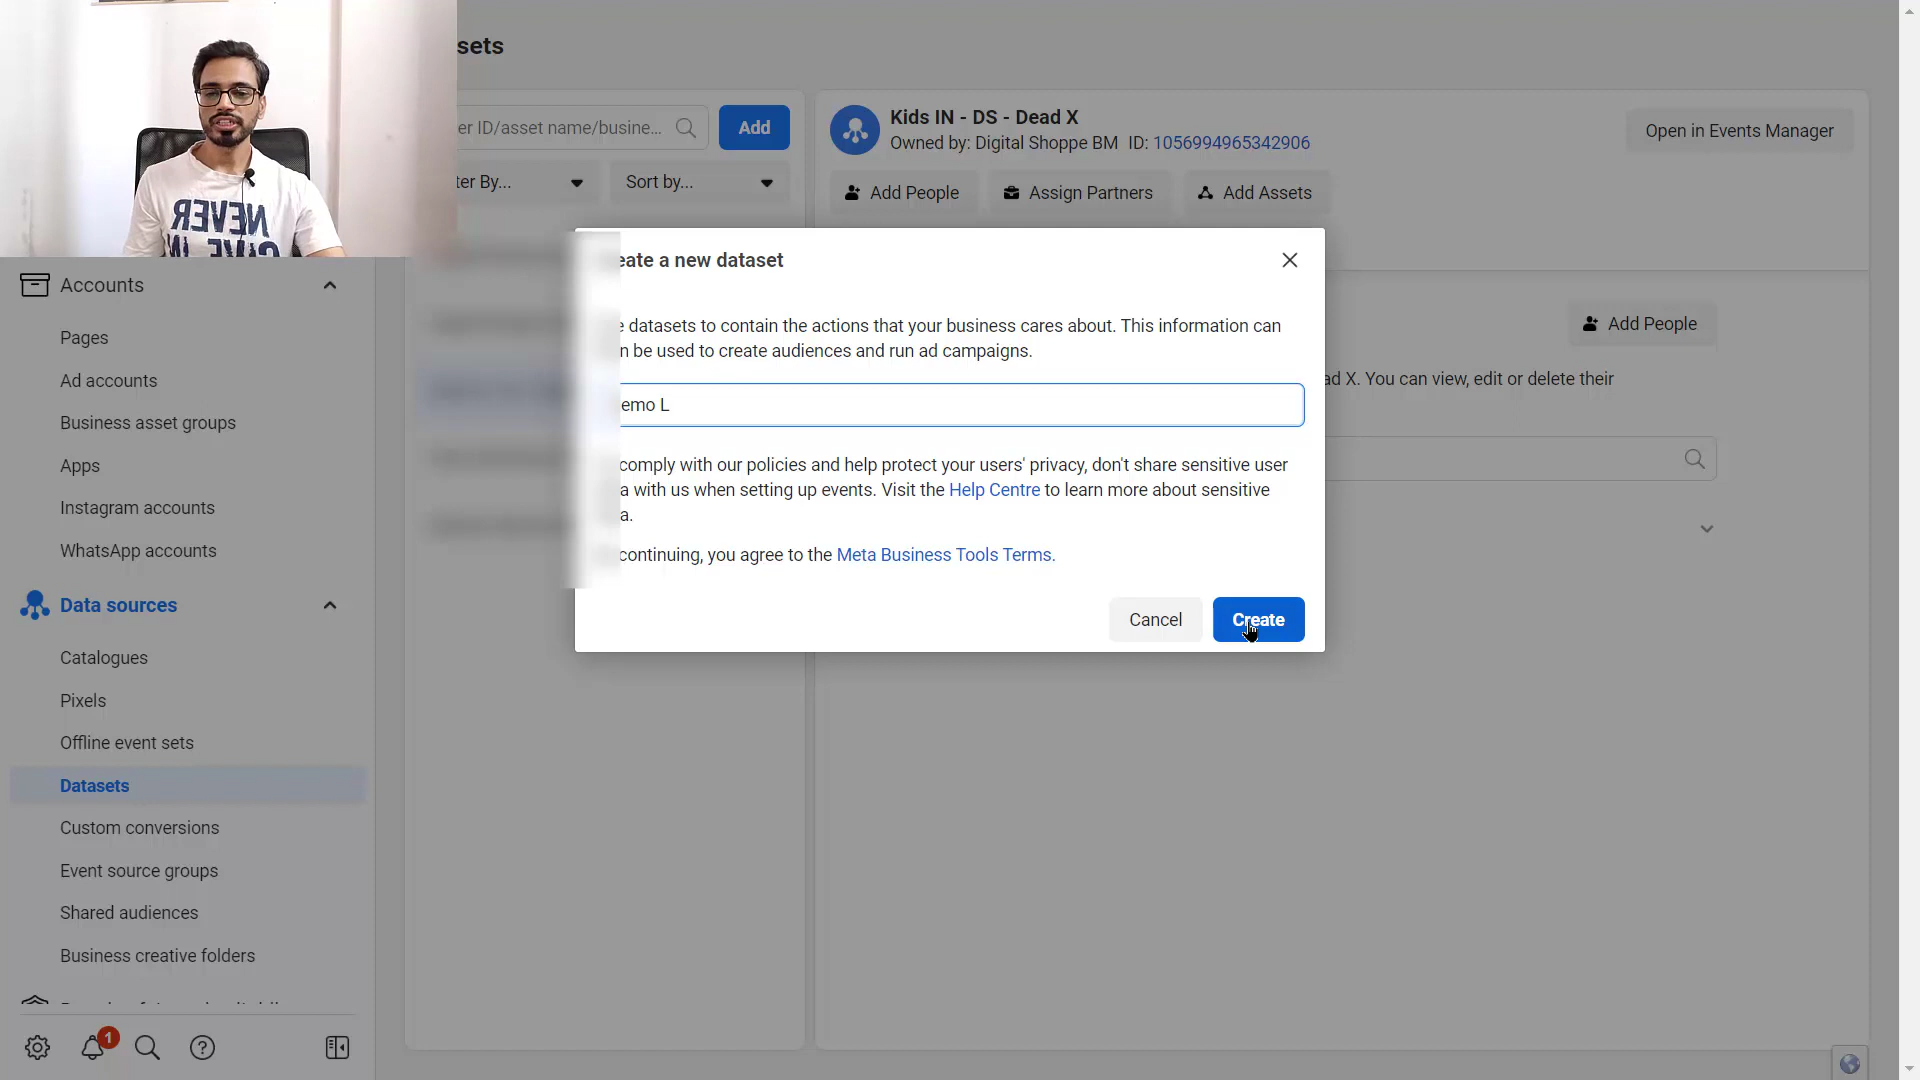 sets
er ID/asset name/busine...
Add
ter By...
Sort by...
Kids IN - DS - Dead X
Owned by: Digital Shoppe BM ID: 1056994965342906
Open in Events Manager
Add People
Assign Partners
Add Assets
NEVER
GIVE IN
eate a new dataset
e datasets to contain the actions that your business cares about. This information can
n be used to create audiences and run ad campaigns.
emo L
comply with our policies and help protect your users' privacy, don't share sensitive user
a with us when setting up events. Visit the Help Centre to learn more about sensitive
a.
continuing, you agree to the Meta Business Tools Terms.
Cancel
Create
Add People
ad X. You can view, edit or delete their
Accounts
Pages
Ad accounts
Business asset groups
Apps
Instagram accounts
WhatsApp accounts
Data sources
Catalogues
Pixels
Offline event sets
Datasets
Custom conversions
Event source groups
Shared audiences
Business creative folders
1